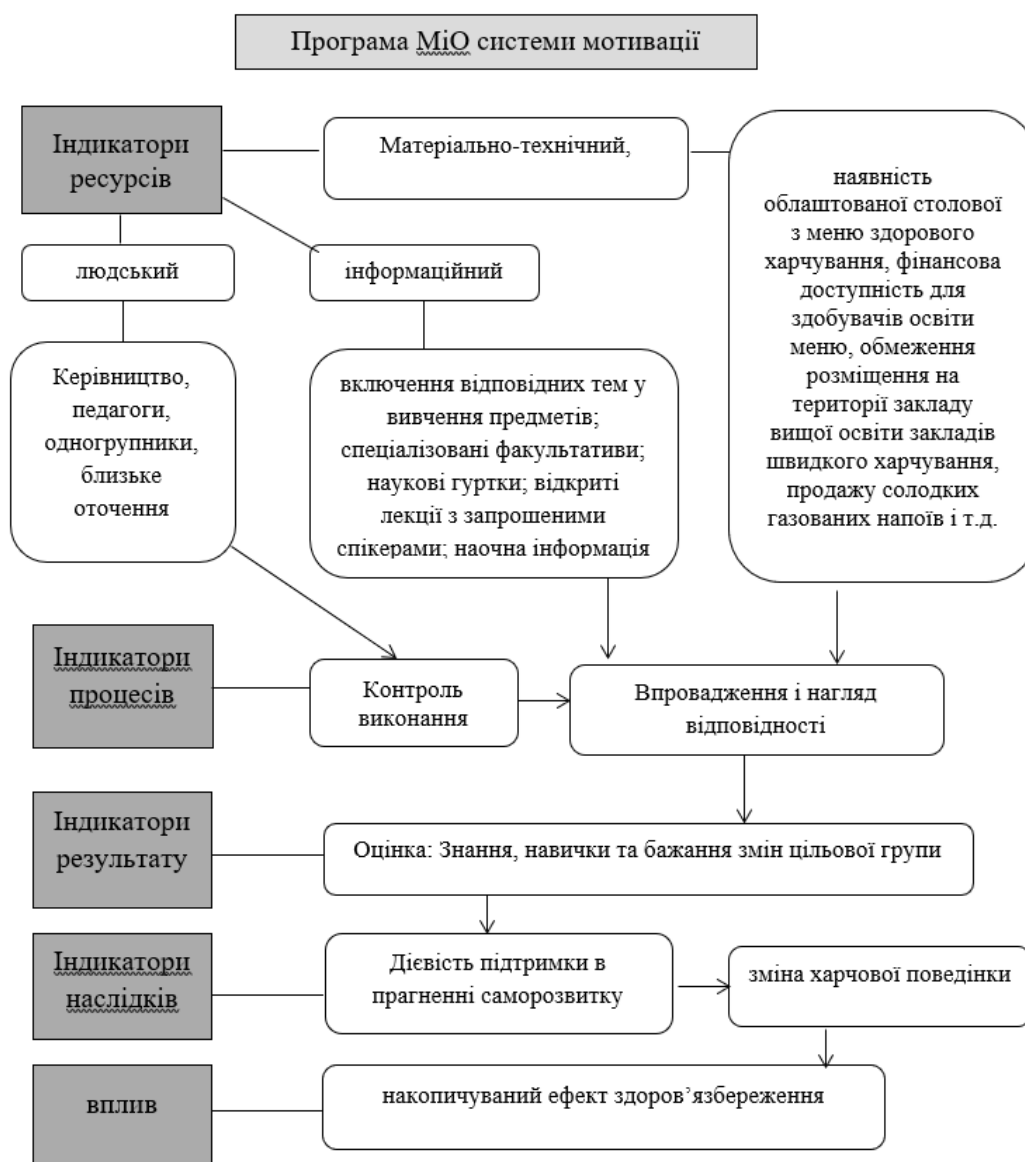 Програма МіО системи мотивації
Індикатори
ресурсів
Матеріально-технічний,
наявність
облаштованої столової
з меню здорового
харчування, фінансова
доступність для
здобувачів освіти
меню, обмеження
розміщення на
території закладу
вищої освіти закладів
швидкого харчування,
продажу солодких
газованих напоїв і т.д.
людський
інформаційний
Керівництво,
педагоги,
одногрупники,
близьке
оточення
включення відповідних тем у
вивчення предметів;
спеціалізовані факультативи;
наукові гуртки; відкриті
лекції з запрошеними
спікерами; наочна інформація
Індикатори
процесів
Контроль
виконання
Впровадження і нагляд
відповідності
Індикатори
результату
Оцінка: Знання, навички та бажання змін цільової групи
Індикатори
наслідків
Дієвість підтримки в
прагненні саморозвитку
зміна харчової поведінки
вплив
накопичуваний ефект здоров’язбереження